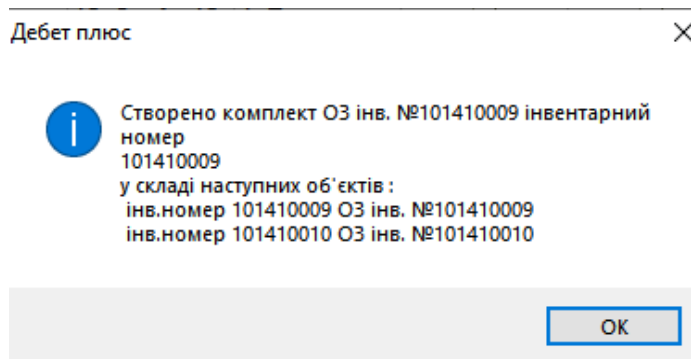 Дебет плюс
Створено комплект ОЗ інв. №101410009 інвентарний
номер
101410009
у складі наступних об'єктів :
інв.номер 101410009 ОЗ інв. №101410009
інв.номер 101410010 ОЗ інв. №101410010
ОК